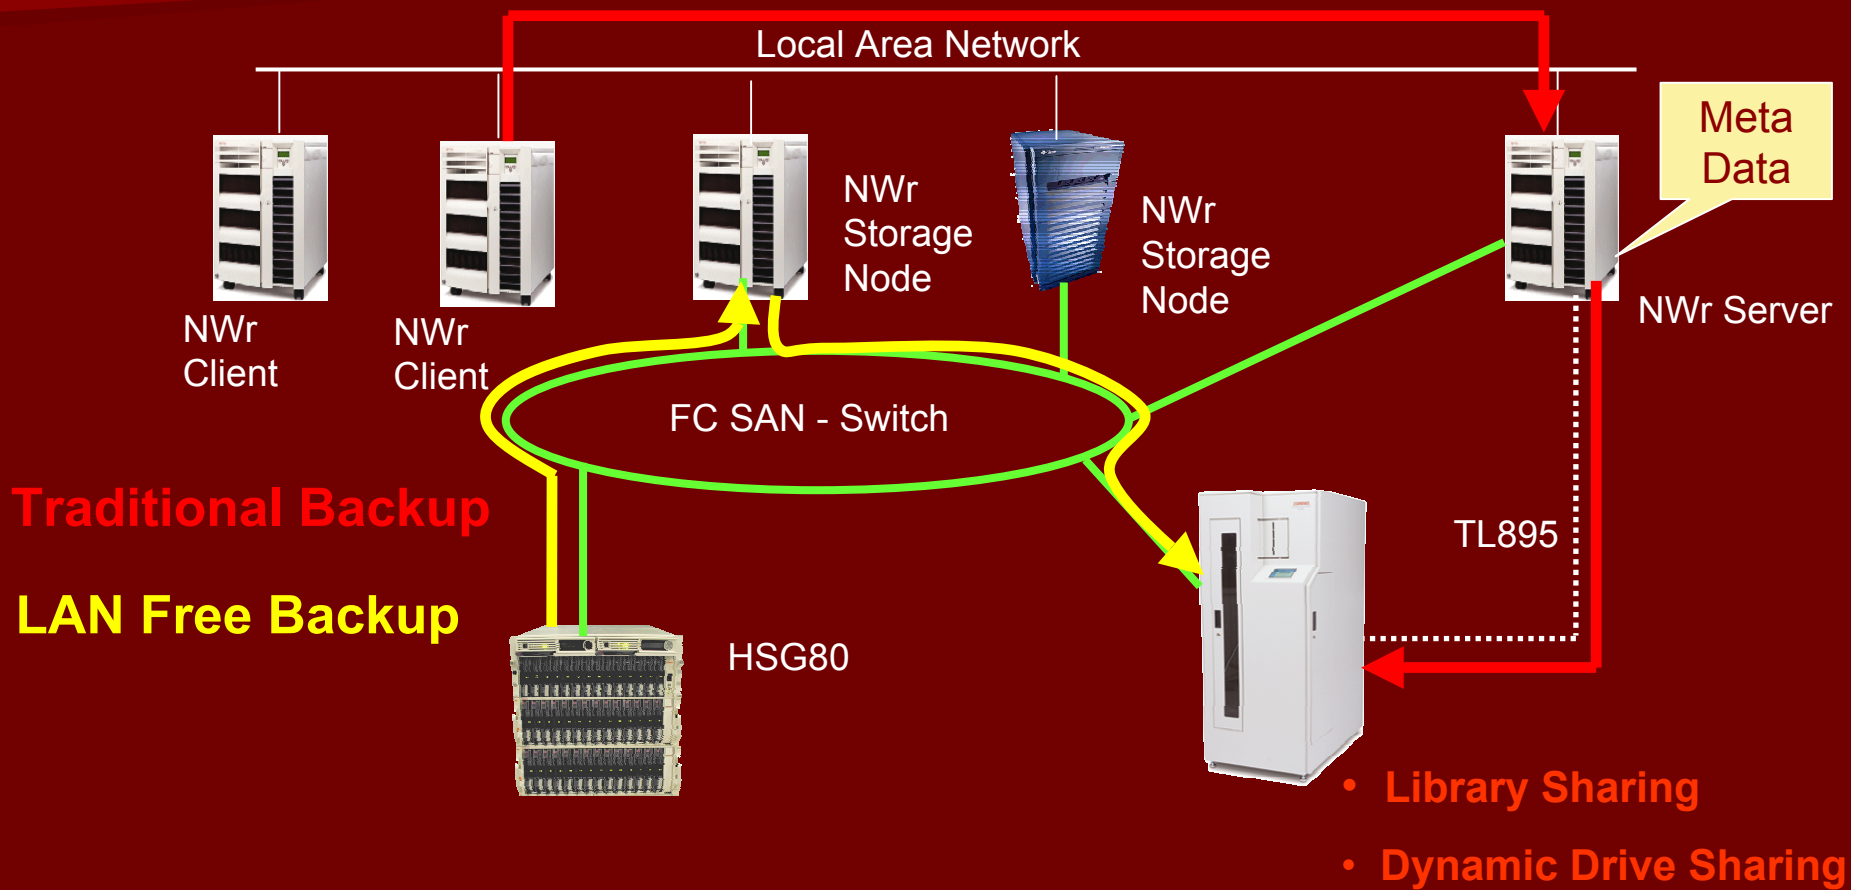 Local Area Network
Meta
Data
NWr
Storage
Node
NWr
Storage
Node
NWr Server
NWr
Client
NWr
Client
FC SAN - Switch
Traditional Backup
TL895
LAN Free Backup
HSG80
• Library Sharing
• Dynamic Drive Sharing